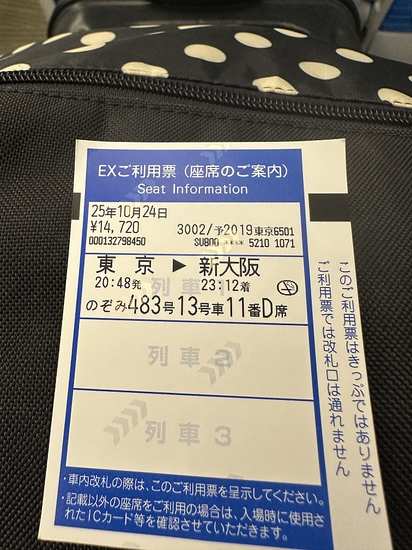 EXご利用票（座席のご案内）
Seat Information
25年10月24日
¥14,720 3002/予2019東京6501
000132798450 SUB00 **** 5210 1071
東京▶新大阪
20:48発 23:12着
のぞみ483号13号車11番D席
列車1
列車2
列車3
・車内改札の際は、このご利用票を呈示してください。
・記載以外の座席をご利用の場合は、入場時に使用さ
れたICカード等を確認させていただきます。
このご利用票はきっぷではありません
ご利用票では改札口は通れません